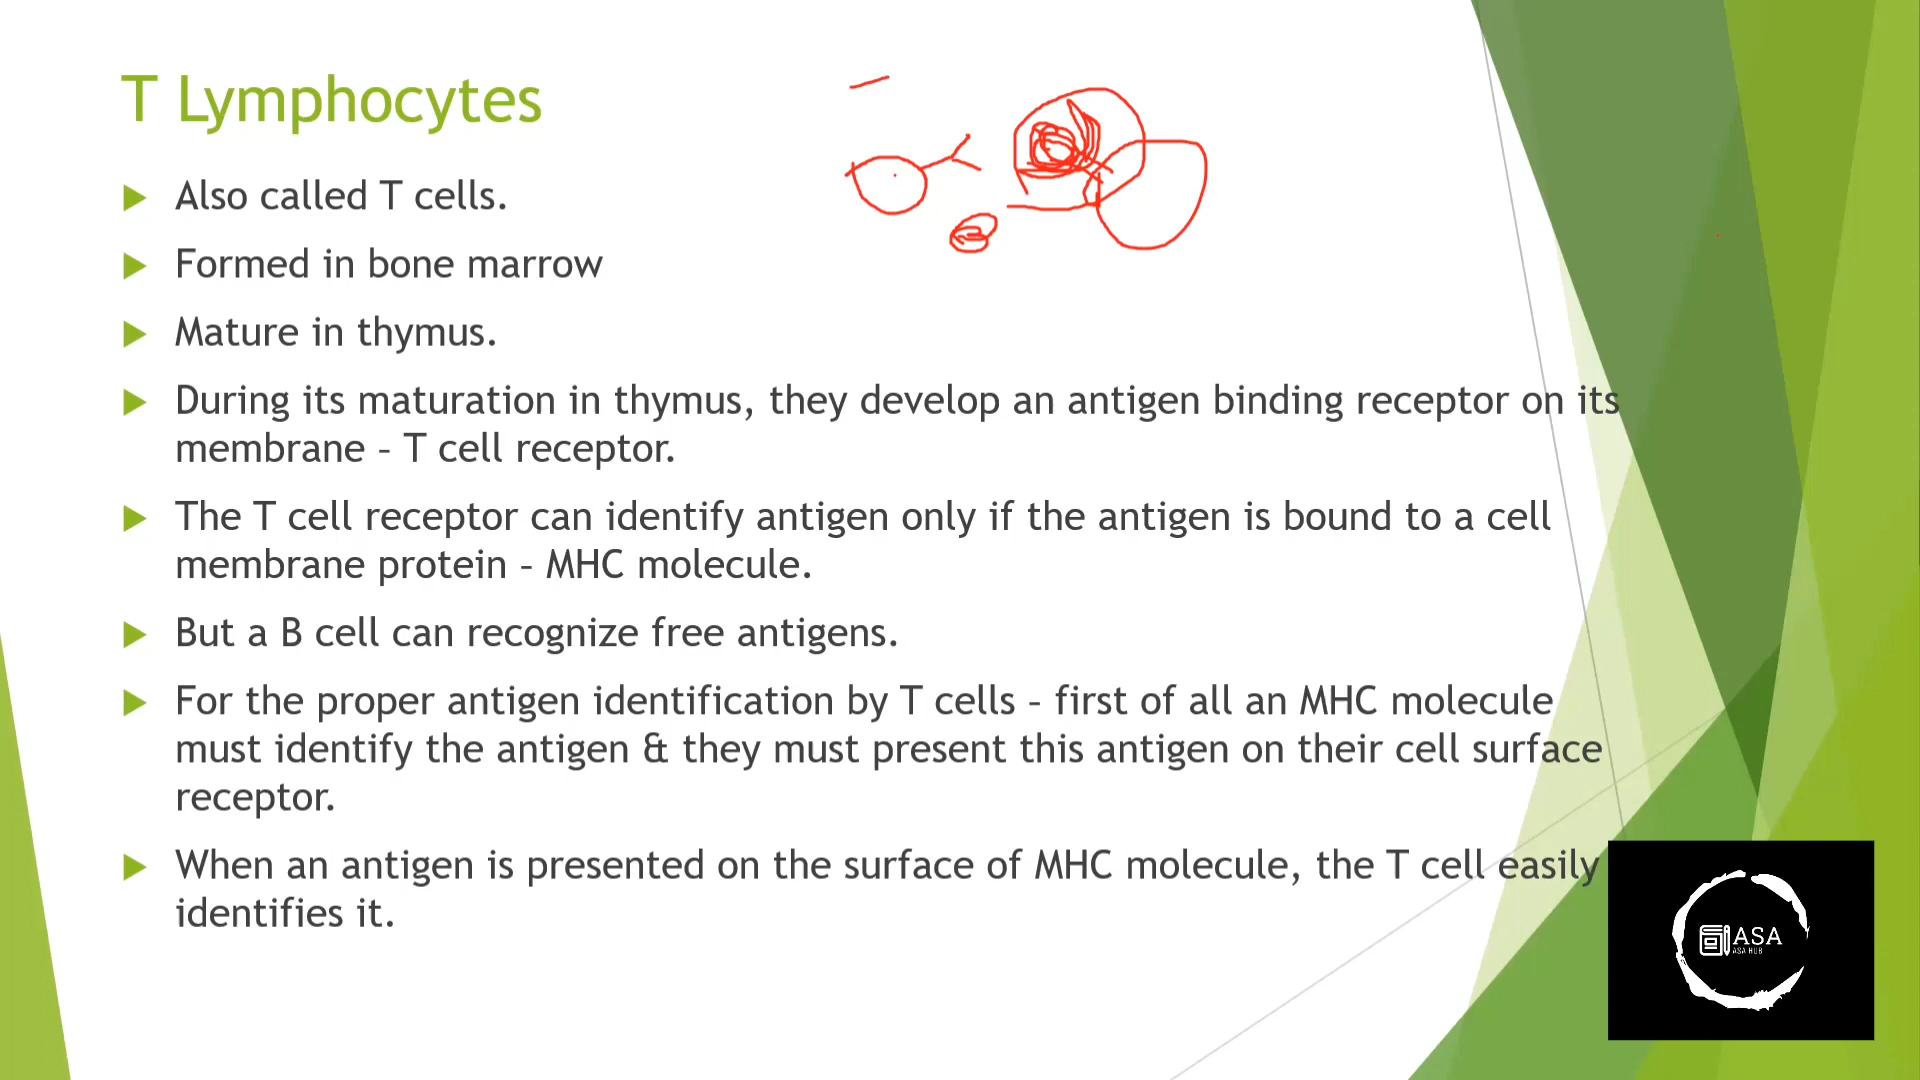 T Lymphocytes
Also called T cells.
Formed in bone marrow
Mature in thymus.
During its maturation in thymus, they develop an antigen binding receptor on its
membrane – T cell receptor.
The T cell receptor can identify antigen only if the antigen is bound to a cell
membrane protein – MHC molecule.
But a B cell can recognize free antigens.
For the proper antigen identification by T cells – first of all an MHC molecule
must identify the antigen & they must present this antigen on their cell surface
receptor.
When an antigen is presented on the surface of MHC molecule, the T cell easily
identifies it.
ASA
ASA HUB